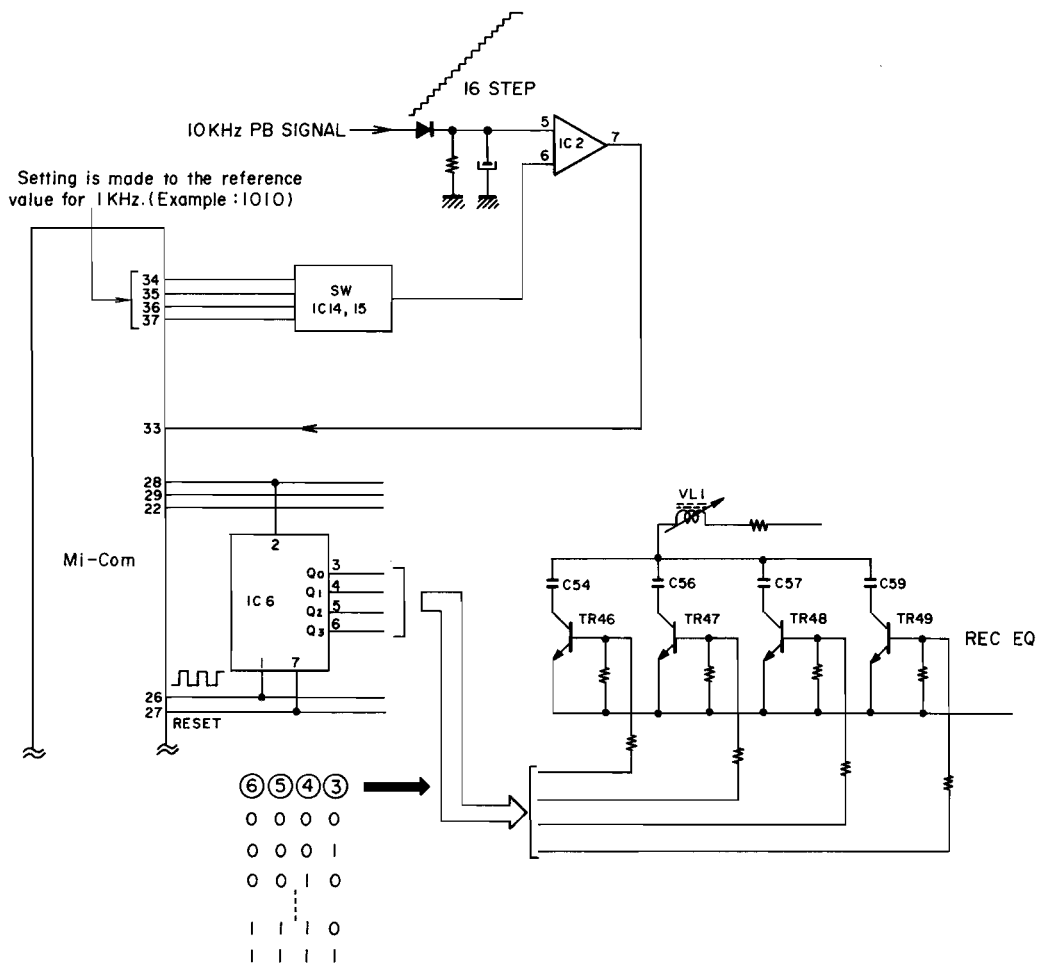 16 STEP
10KHz PB SIGNAL
5
6
IC2
7
Setting is made to the reference
value for 1KHz.(Example:1010)
34
35
36
37
SW
IC14, 15
33
28
29
22
Mi-Com
2
IC6
Q0 3
Q1 4
Q2 5
Q3 6
1 7
26
27
RESET
VL1
C54
C56
C57
C59
TR46
TR47
TR48
TR49
REC EQ
⑥ ⑤ ④ ③
0 0 0 0
0 0 0 1
0 0 1 0
1 1 1 0
1 1 1 1